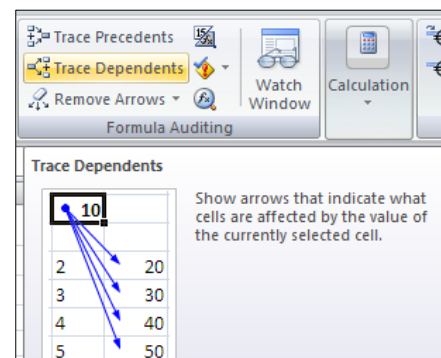 Trace Precedents
Trace Dependents
Remove Arrows
Watch
Window
Calculation
Formula Auditing
Trace Dependents
Show arrows that indicate what
cells are affected by the value of
the currently selected cell.
10
2 20
3 30
4 40
5 50